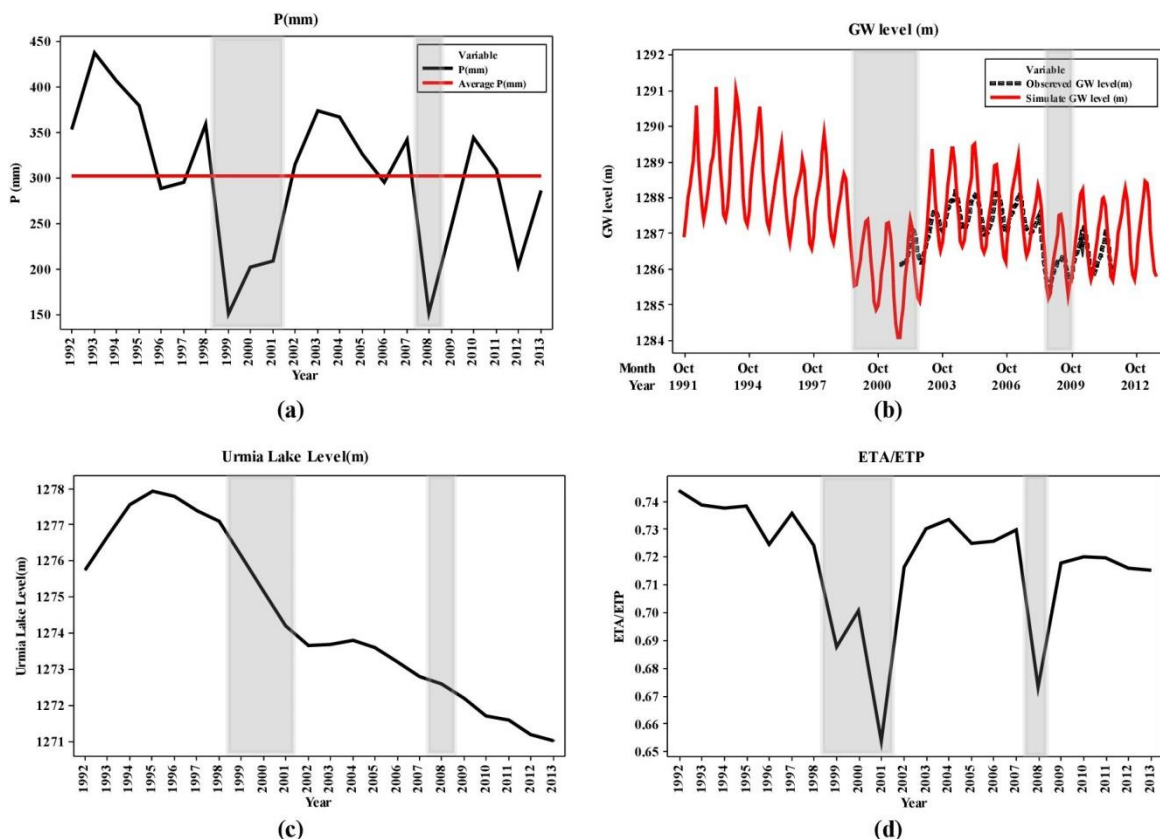 P(mm)
450
400
350
300
250
200
150
P (mm)
Variable
P(mm)
Average P(mm)
1992 1993 1994 1995 1996 1997 1998 1999 2000 2001 2002 2003 2004 2005 2006 2007 2008 2009 2010 2011 2012 2013
Year
(a)
GW level (m)
1292
1291
1290
1289
1288
1287
1286
1285
1284
GW level (m)
Variable
Obsereved GW level(m)
Simulate GW level (m)
Month Oct Oct Oct Oct Oct Oct Oct Oct
Year 1991 1994 1997 2000 2003 2006 2009 2012
(b)
Urmia Lake Level(m)
1278
1277
1276
1275
1274
1273
1272
1271
Urmia Lake Level(m)
1992 1993 1994 1995 1996 1997 1998 1999 2000 2001 2002 2003 2004 2005 2006 2007 2008 2009 2010 2011 2012 2013
Year
(c)
ETA/ETP
0.74
0.73
0.72
0.71
0.70
0.69
0.68
0.67
0.66
0.65
ETA/ETP
1992 1993 1994 1995 1996 1997 1998 1999 2000 2001 2002 2003 2004 2005 2006 2007 2008 2009 2010 2011 2012 2013
Year
(d)